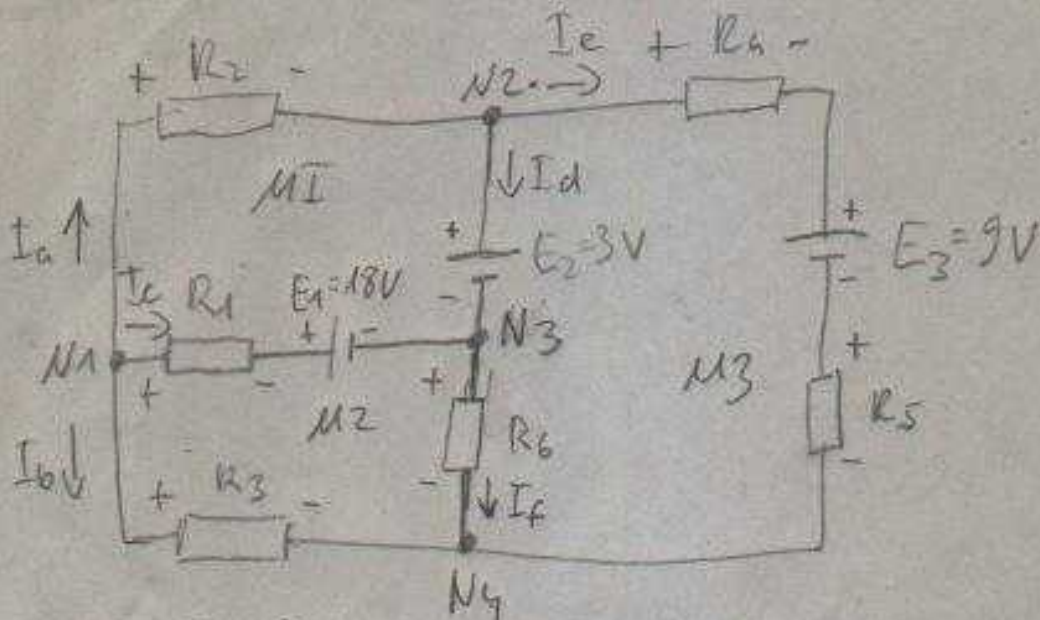 Ie + R4 -
+ R2 - N2
MI
Ia ↑ ↓ Id
+ E2=3V + E3=9V
Ic R1 E1=18V - -
→ + - N3
N1 + - + M3 +
M2 R6 R5
Ib ↓ + R3 - - ↓ If -
N4